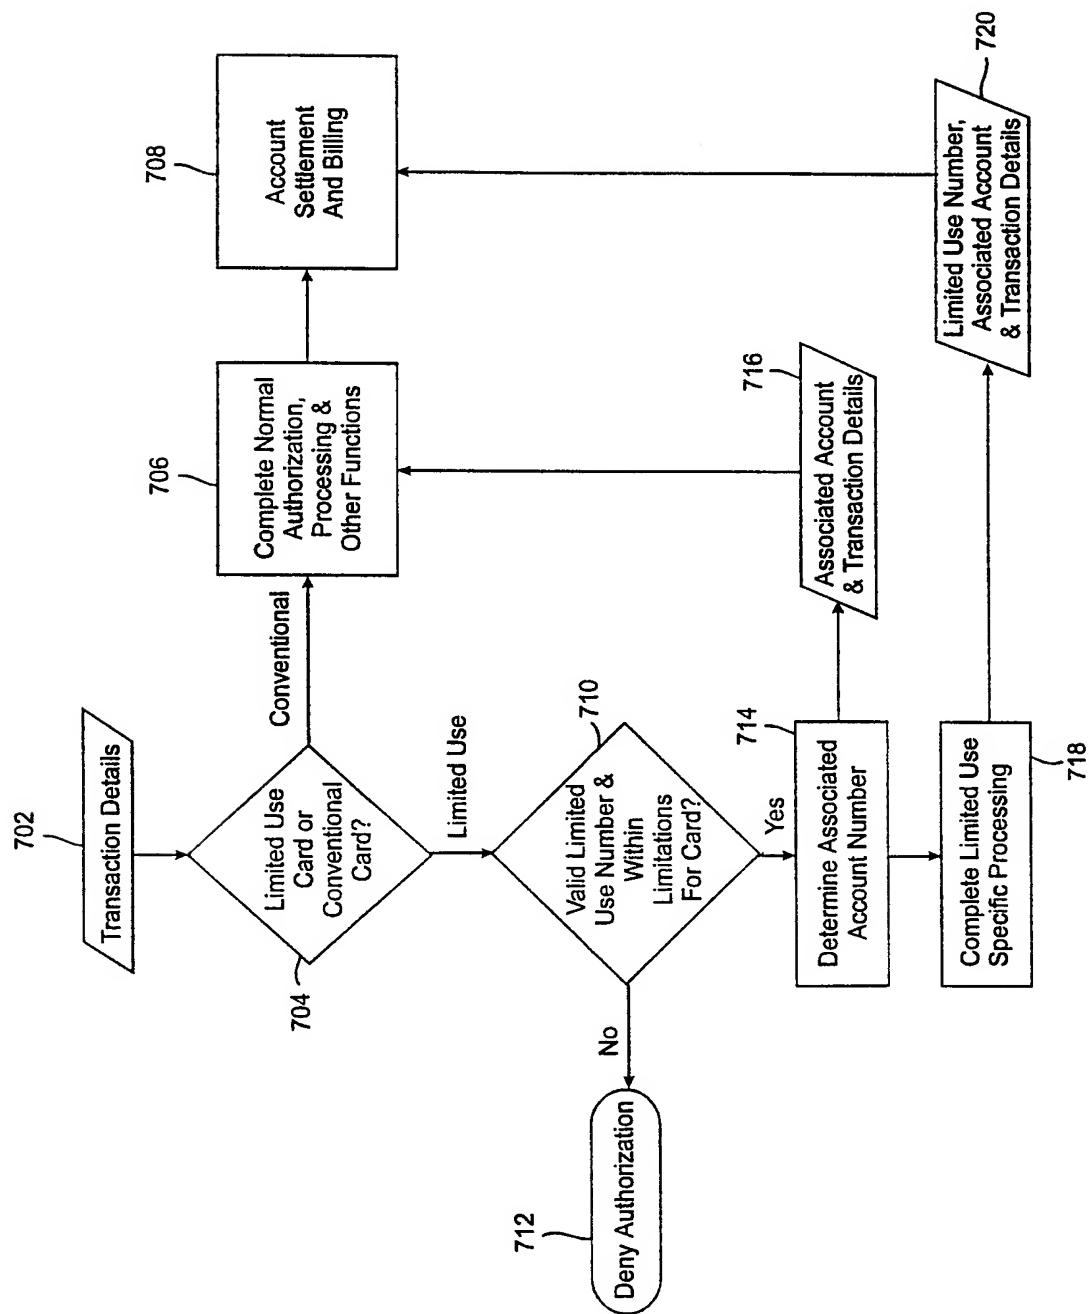 702
Transaction Details
704
Limited Use
Card or
Conventional
Card?
Conventional
706
Complete Normal
Authorization,
Processing &
Other Functions
708
Account
Settlement
And Billing
Limited Use
710
Valid Limited
Use Number &
Within
Limitations
For Card?
No
712
Deny Authorization
Yes
714
Determine Associated
Account Number
716
Associated Account
& Transaction Details
718
Complete Limited Use
Specific Processing
720
Limited Use Number,
Associated Account
& Transaction Details